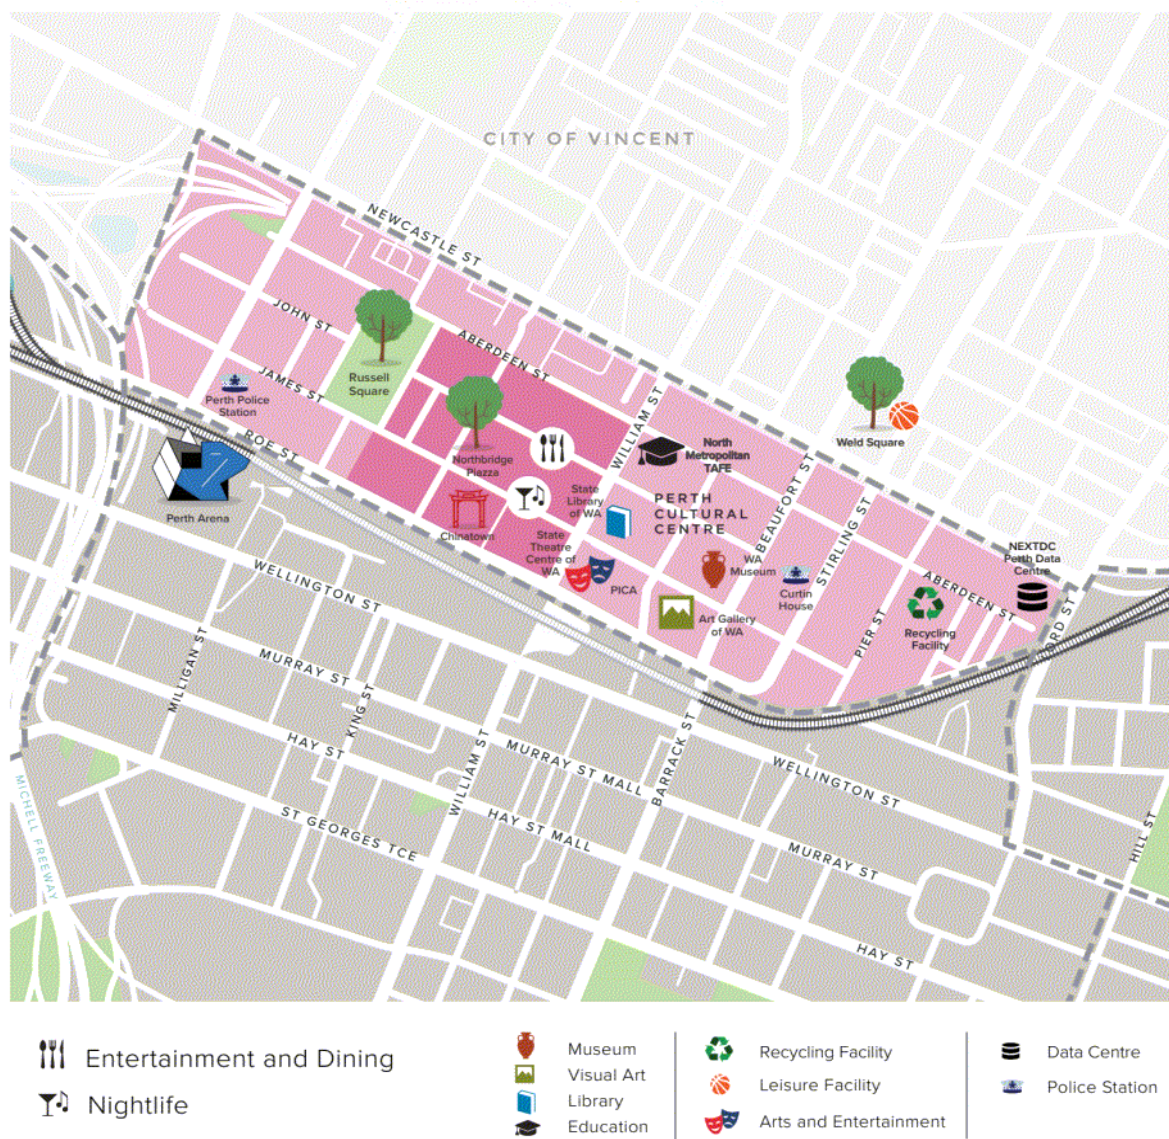 CITY OF VINCENT
NEWCASTLE ST
JOHN ST
ABERDEEN ST
Russell
Square
JAMES ST
Perth Police
Station
WILLIAM ST
Weld Square
ROE ST
North
Metropolitan
TAFE
Northbridge
Piazza
BEAUFORT ST
State
Library
of WA
PERTH
CULTURAL
CENTRE
STIRLING ST
Perth Arena
Chinatown
State
Theatre
Centre of
WA
NEXTDC
Perth Data
Centre
WA
Museum
ABERDEEN ST
PICA
Curtin
House
WELLINGTON ST
Art Gallery
of WA
PIER ST
Recycling
Facility
ORD ST
MILLIGAN ST
MURRAY ST
KING ST
HAY ST
WILLIAM ST
MURRAY ST MALL
BARRACK ST
WELLINGTON ST
MICHELL FREEWAY
ST GEORGES TCE
HAY ST MALL
MURRAY ST
HILL ST
HAY ST
Entertainment and Dining
Nightlife
Museum
Visual Art
Library
Education
Recycling Facility
Leisure Facility
Arts and Entertainment
Data Centre
Police Station